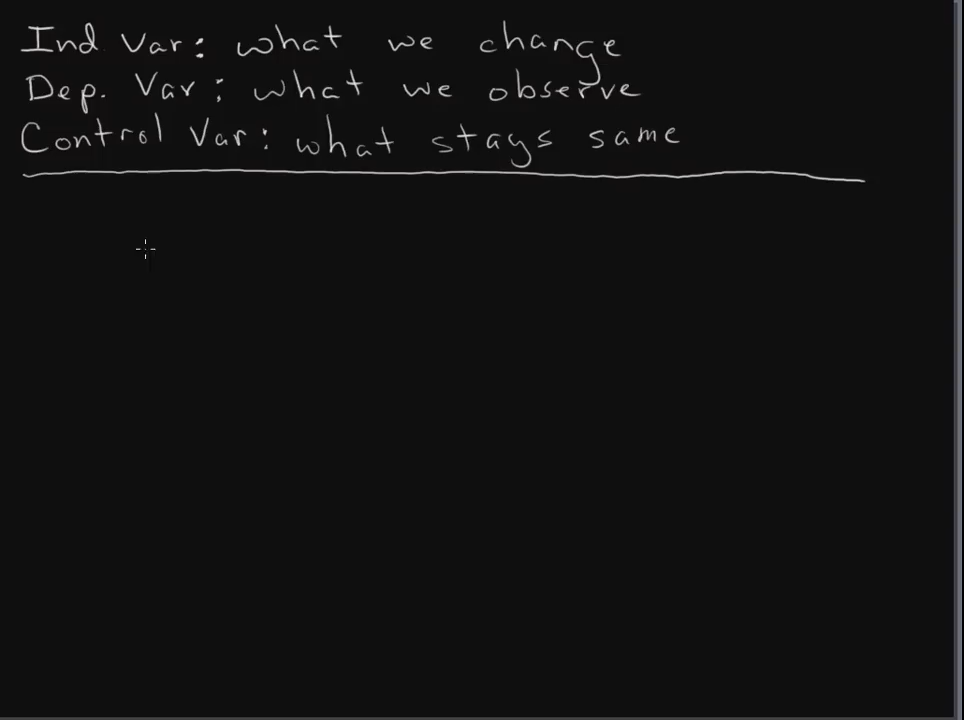 Ind Var: what we change
Dep. Var: what we observe
Control Var: what stays same